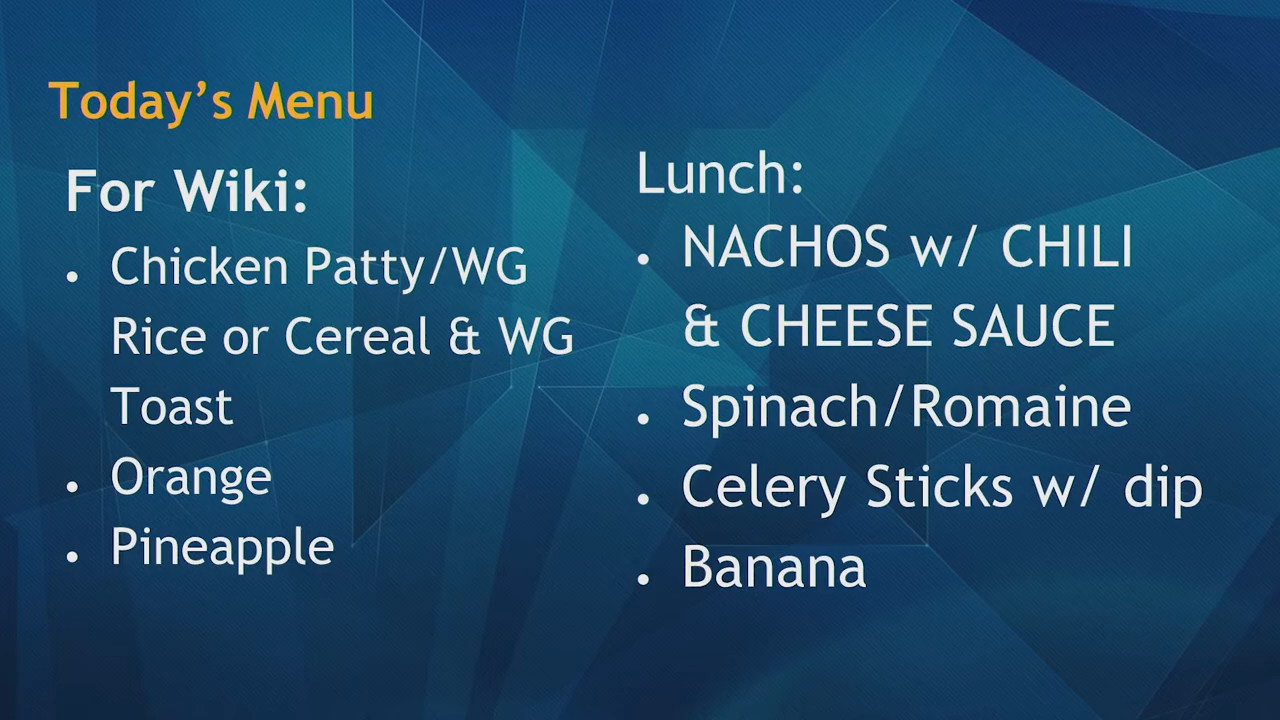 Today’s Menu
For Wiki:
• Chicken Patty/WG
Rice or Cereal & WG
Toast
• Orange
• Pineapple
Lunch:
• NACHOS w/ CHILI
& CHEESE SAUCE
• Spinach/Romaine
• Celery Sticks w/ dip
• Banana